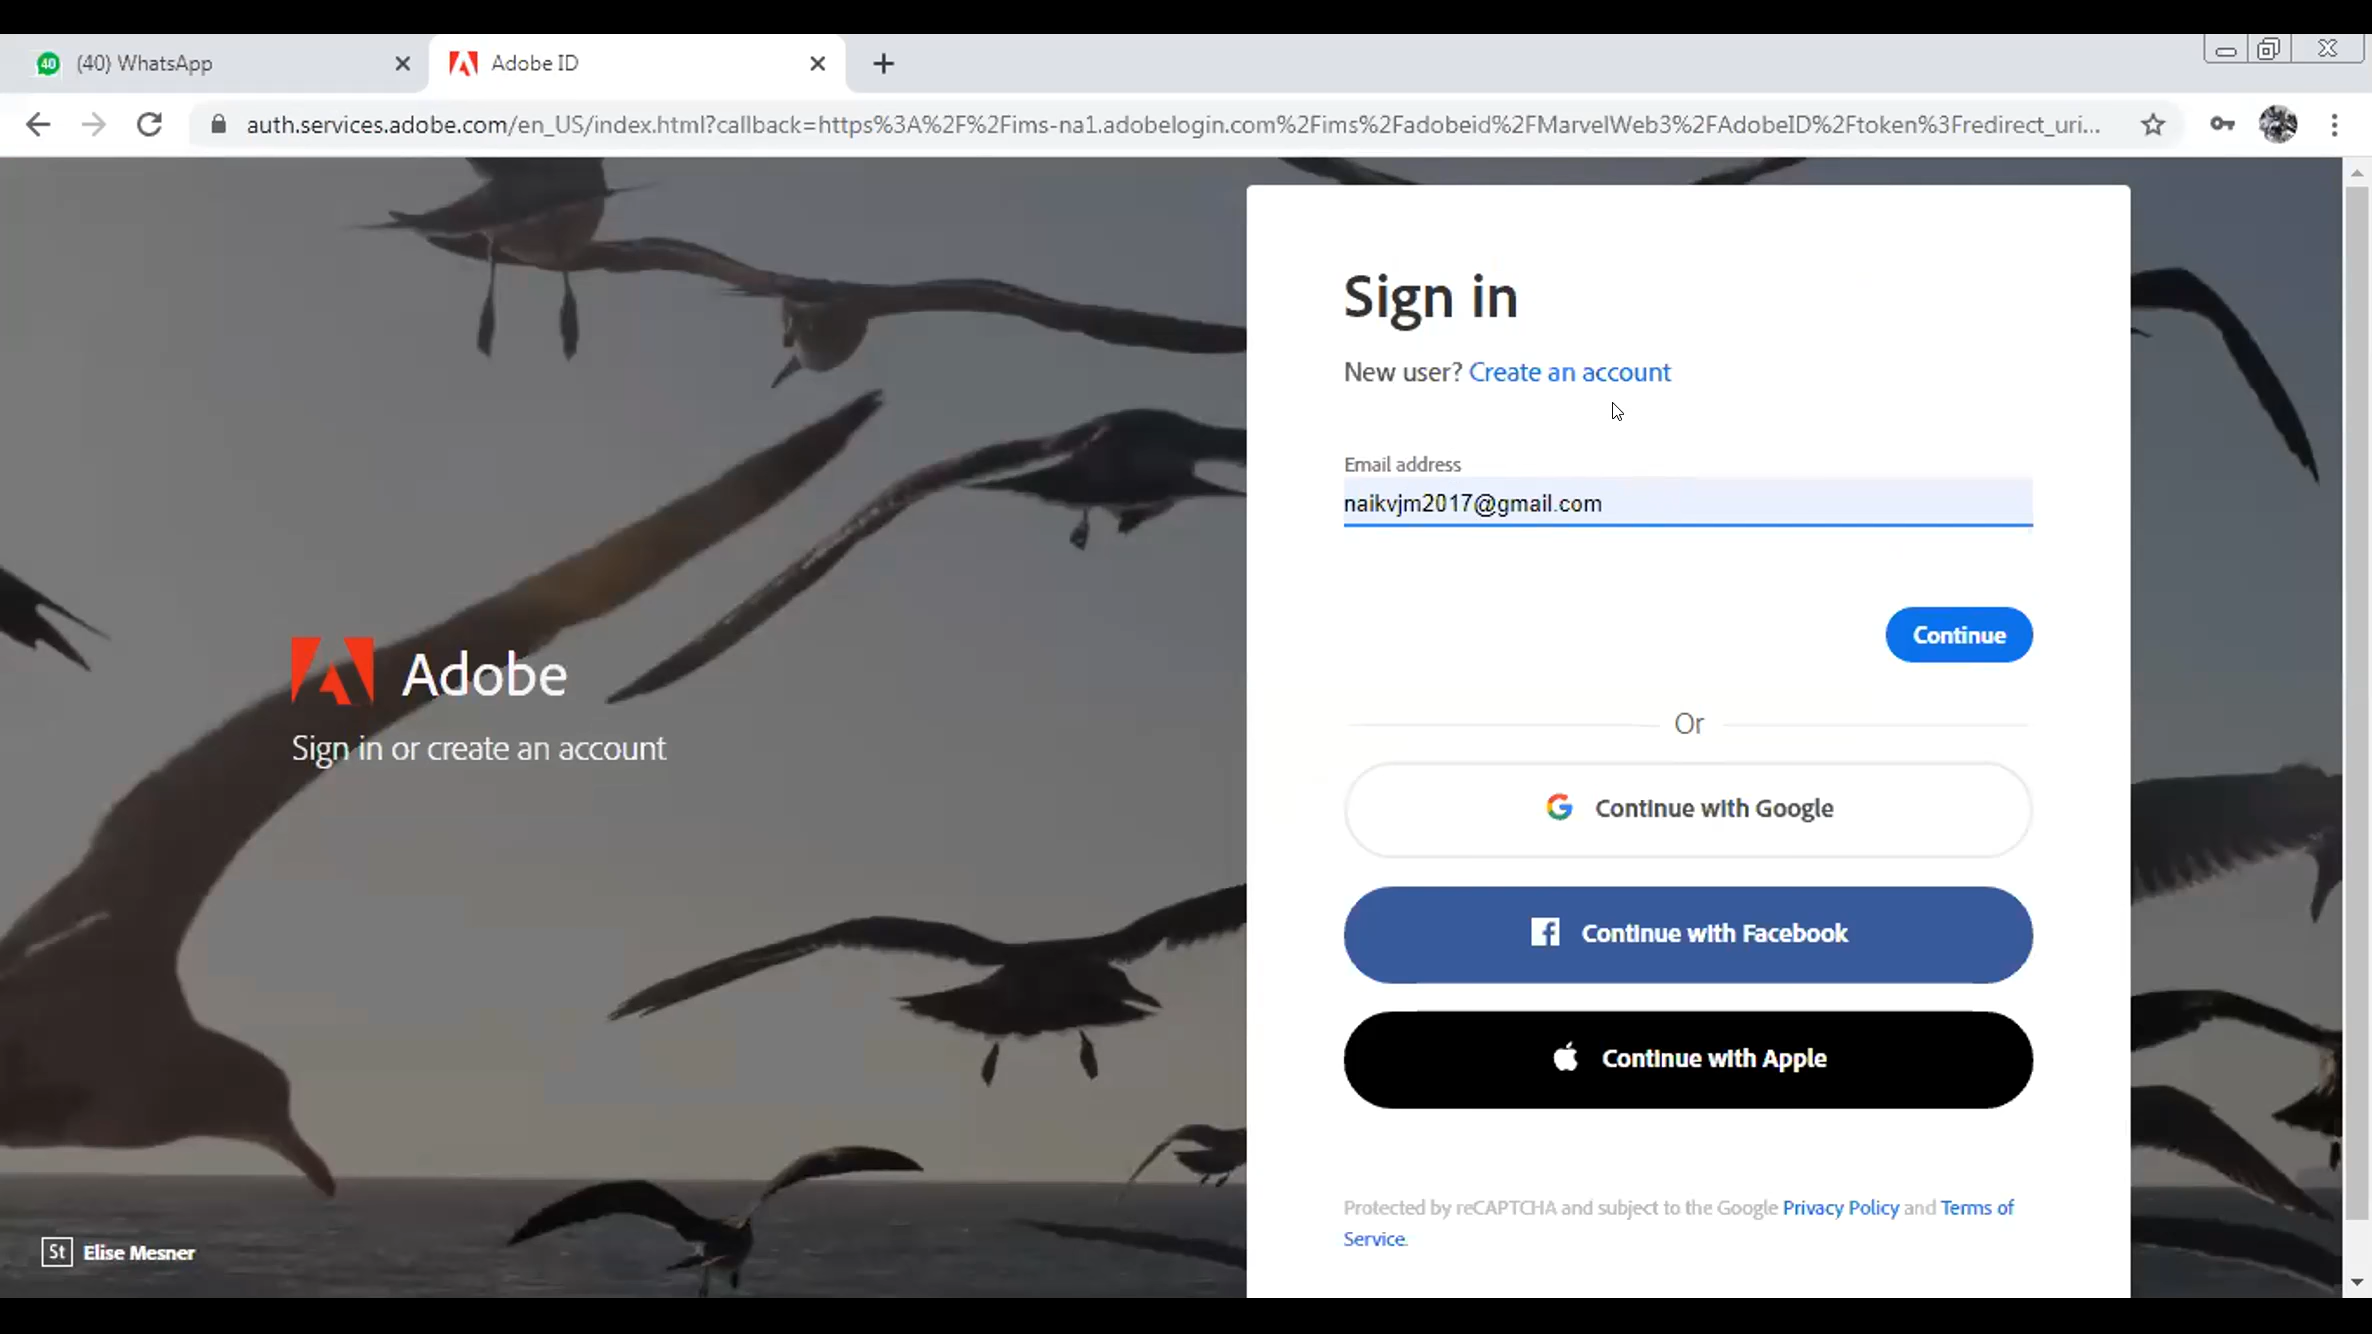 40
(40) WhatsApp
Adobe ID
auth.services.adobe.com/en_US/index.html?callback=https%3A%2F%2Fims-na1.adobelogin.com%2Fims%2Fadobeid%2FMarvelWeb3%2FAdobeID%2Ftoken%3Fredirect_uri...
Sign in
New user? Create an account
Email address
naikvjm2017@gmail.com
Continue
Adobe
Sign in or create an account
Or
Continue with Google
Continue with Facebook
Continue with Apple
Protected by reCAPTCHA and subject to the Google Privacy Policy and Terms of
Service.
St Elise Mesner